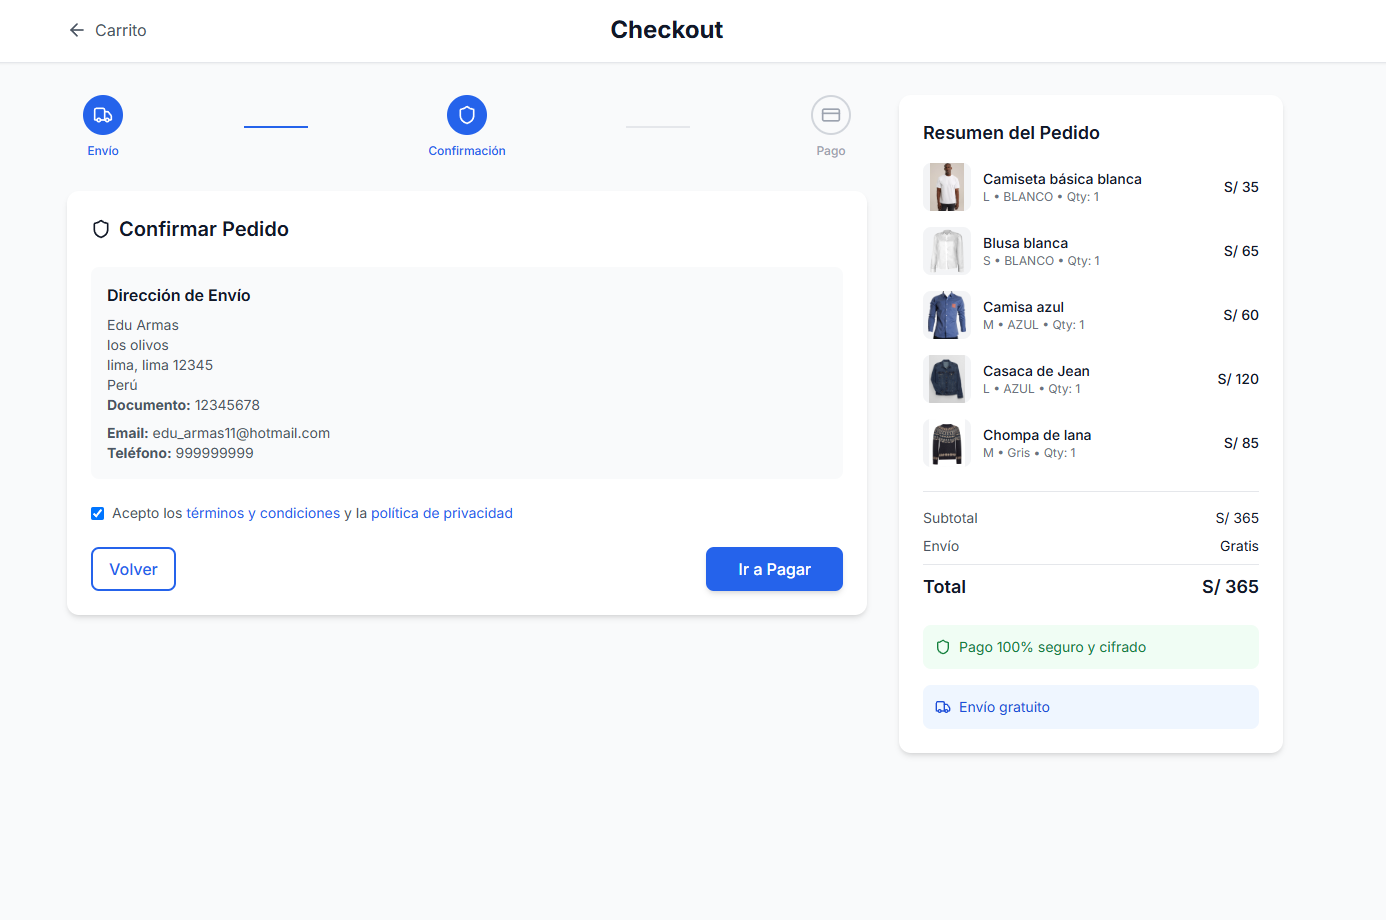 Carrito
Checkout
Envío
Confirmación
Pago
Confirmar Pedido
Dirección de Envío
Edu Armas
los olivos
lima, lima 12345
Perú
Documento: 12345678
Email: edu_armas11@hotmail.com
Teléfono: 999999999
Acepto los términos y condiciones y la política de privacidad
Volver
Ir a Pagar
Resumen del Pedido
Camiseta básica blanca
L • BLANCO • Qty: 1
S/ 35
Blusa blanca
S • BLANCO • Qty: 1
S/ 65
Camisa azul
M • AZUL • Qty: 1
S/ 60
Casaca de Jean
L • AZUL • Qty: 1
S/ 120
Chompa de lana
M • Gris • Qty: 1
S/ 85
Subtotal S/ 365
Envío Gratis
Total S/ 365
Pago 100% seguro y cifrado
Envío gratuito